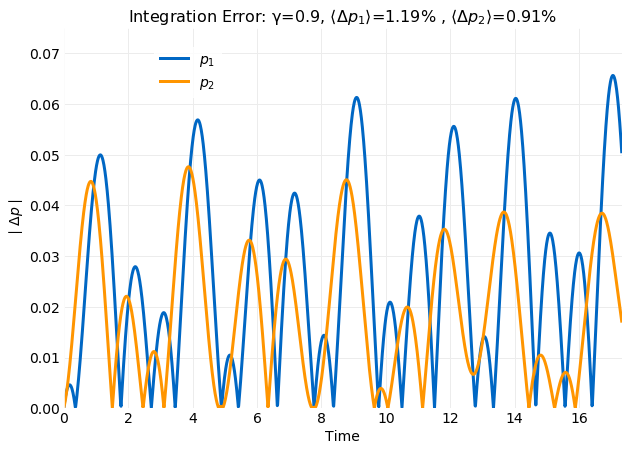 Integration Error: γ=0.9, ⟨Δp₁⟩=1.19% , ⟨Δp₂⟩=0.91%
p₁
p₂
| Δp |
0.07
0.06
0.05
0.04
0.03
0.02
0.01
0.00
0 2 4 6 8 10 12 14 16
Time